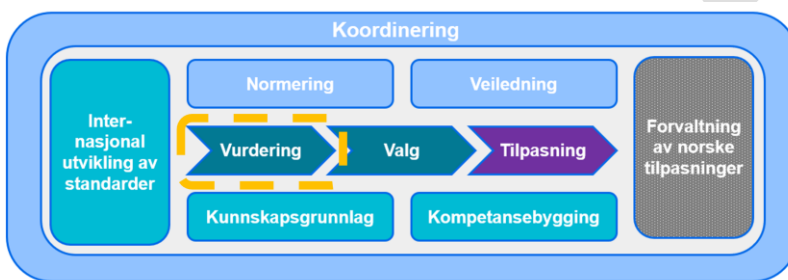 Koordinering
Inter-
nasjonal
utvikling av
standarder
Normering
Veiledning
Vurdering
Valg
Tilpasning
Kunnskapsgrunnlag
Kompetansebygging
Forvaltning
av norske
tilpasninger